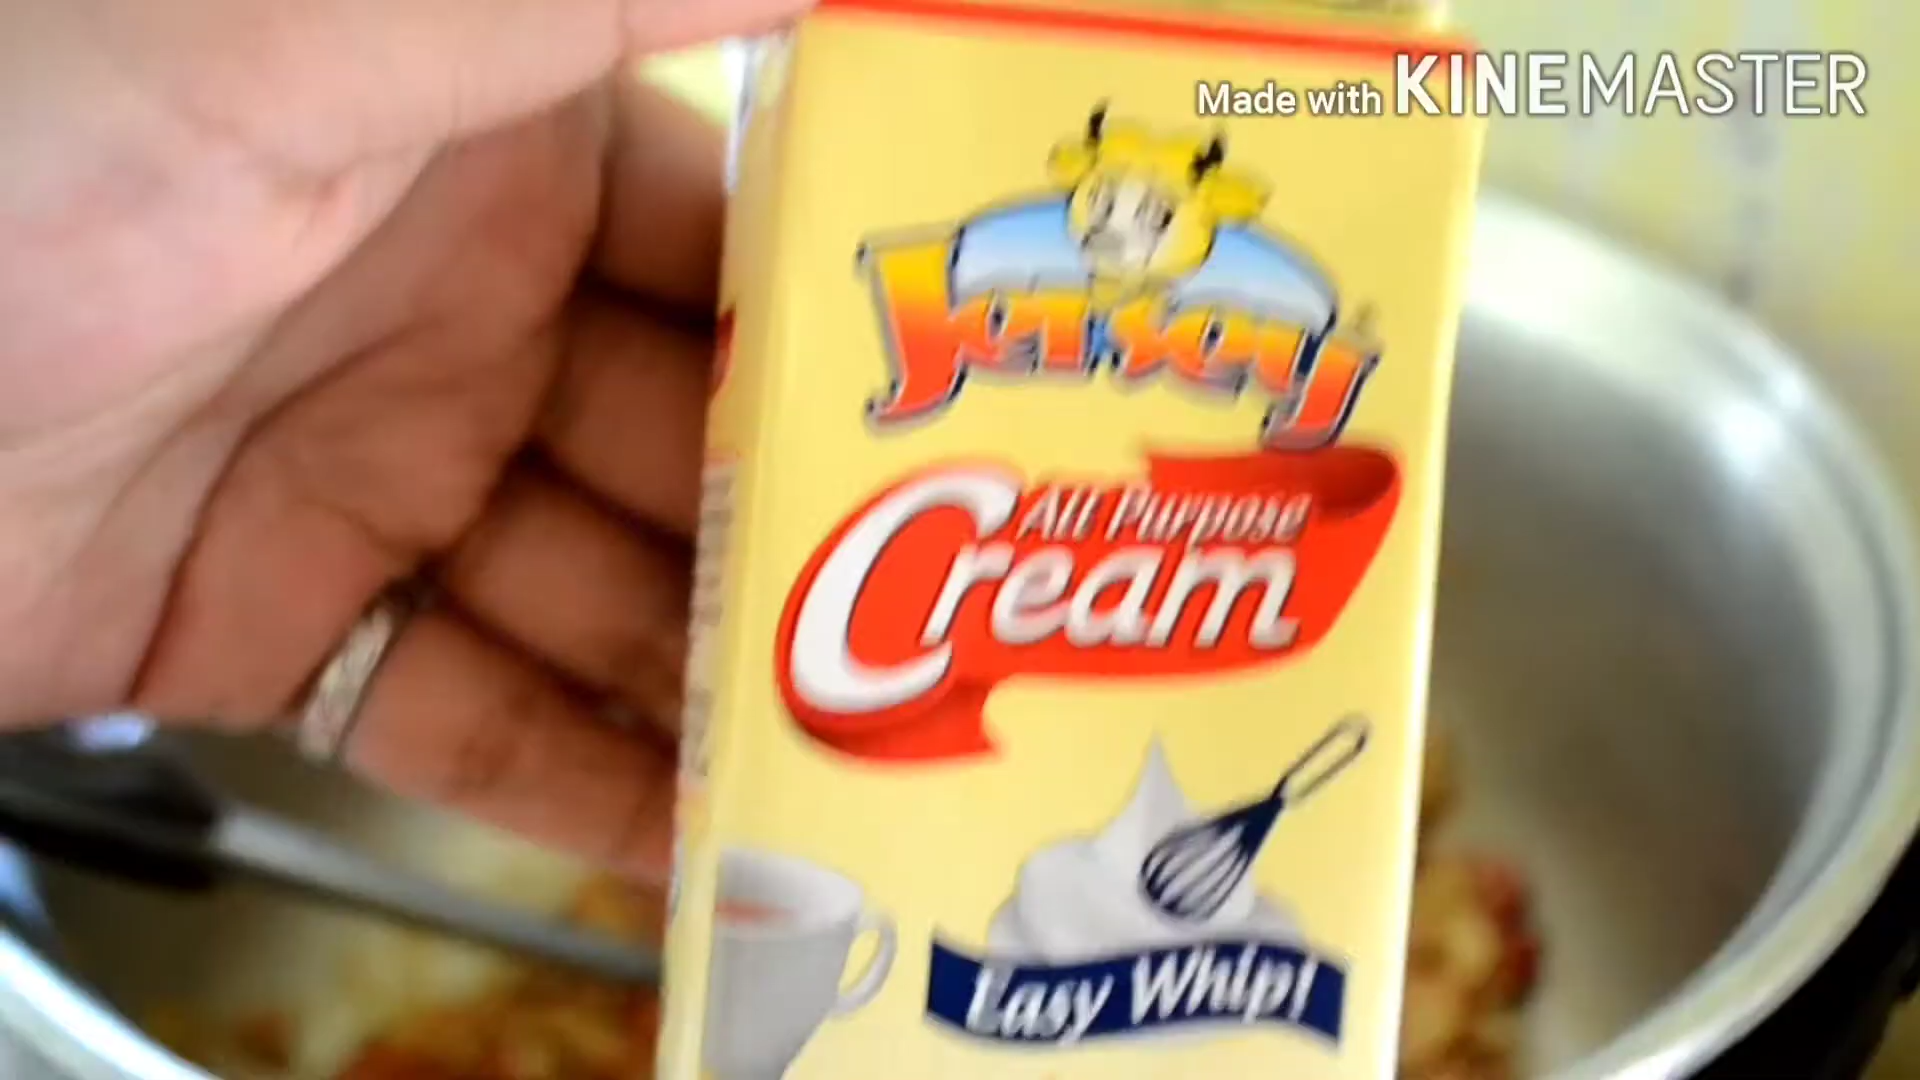 Made with KINEMASTER
Jersey
All Purpose
Cream
Easy Whip!